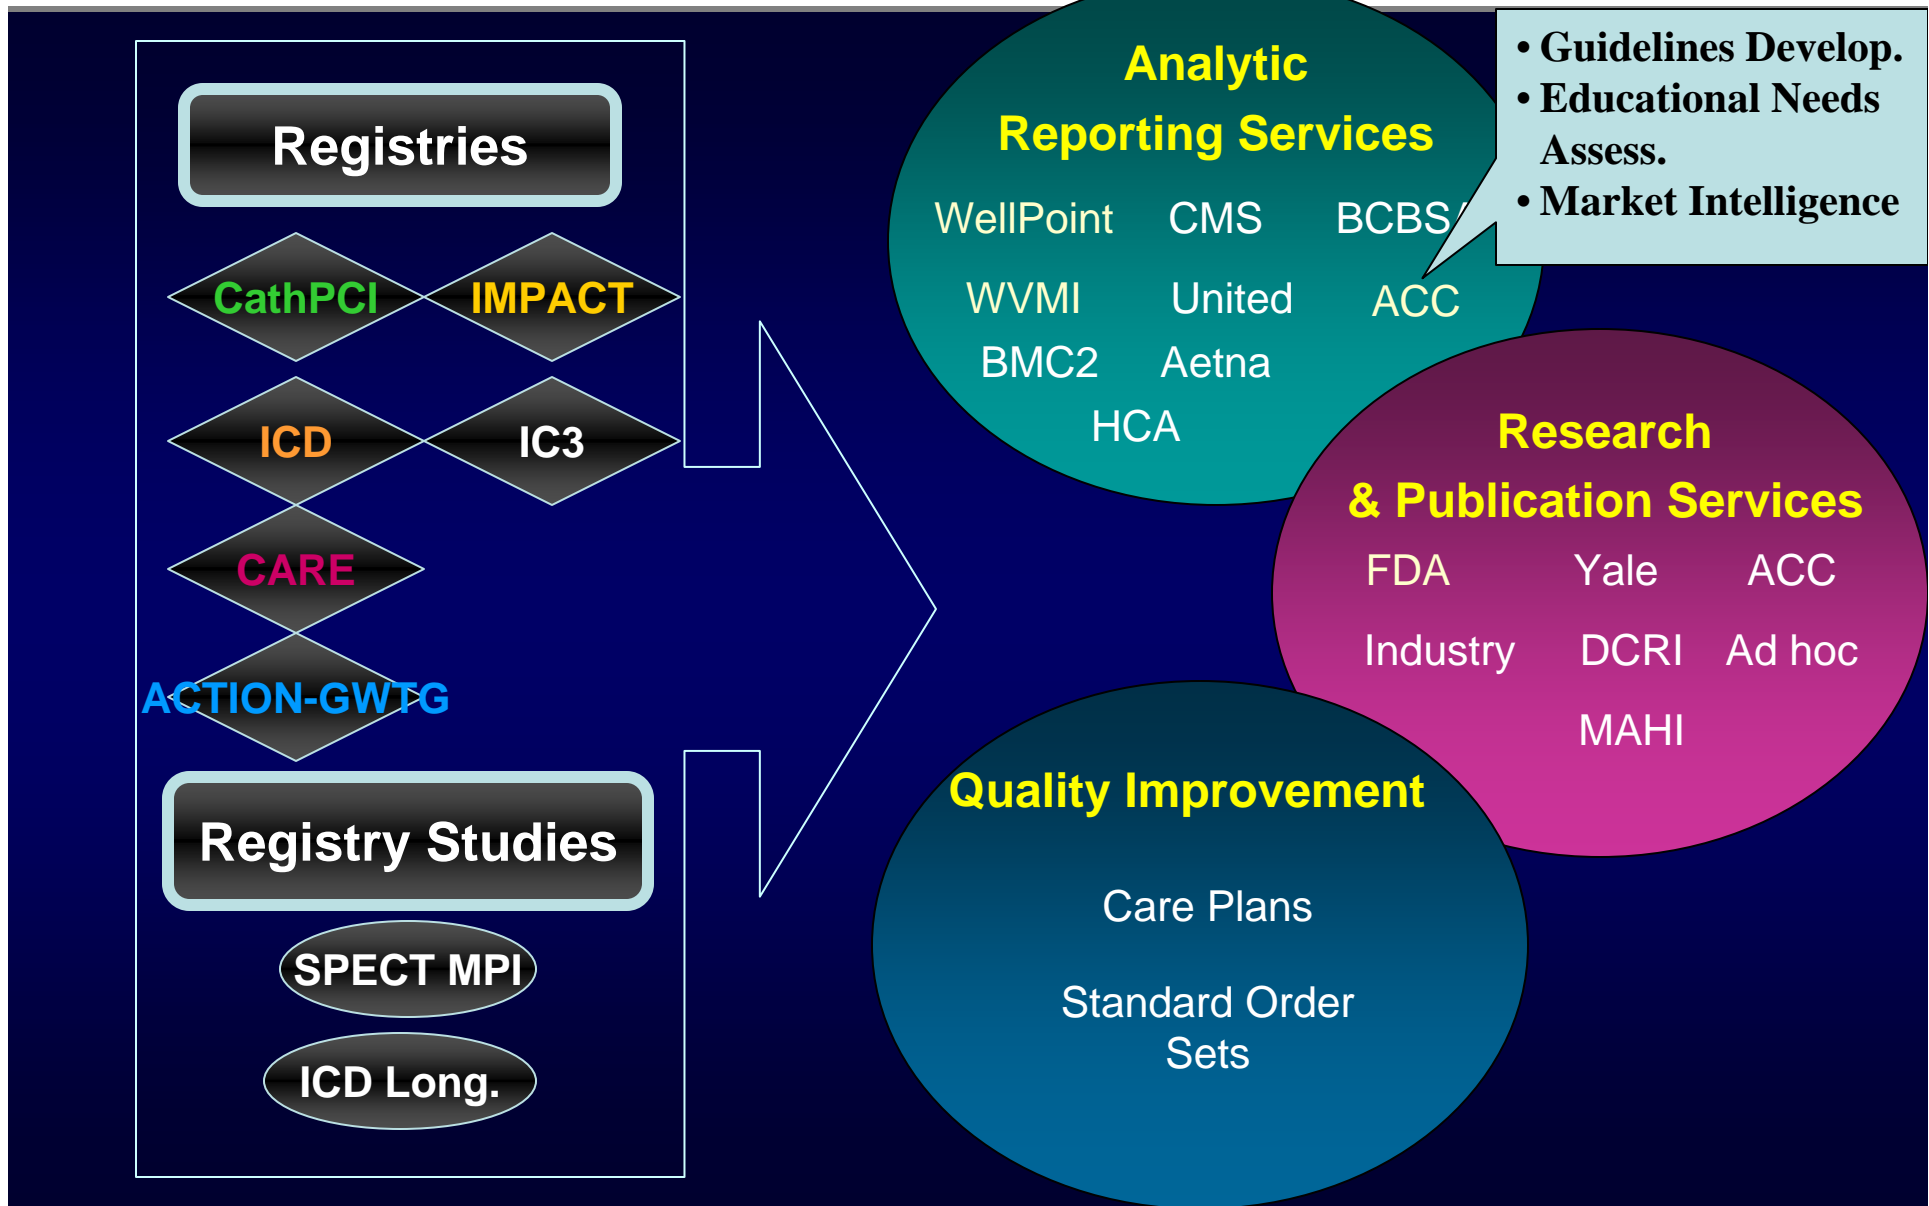 Registries
CathPCI
IMPACT
ICD
IC3
CARE
ACTION-GWTG
Registry Studies
SPECT MPI
ICD Long.
Analytic
Reporting Services
WellPoint CMS BCBSA
WVMI United ACC
BMC2 Aetna
HCA
• Guidelines Develop.
• Educational Needs
Assess.
• Market Intelligence
Research
& Publication Services
FDA Yale ACC
Industry DCRI Ad hoc
MAHI
Quality Improvement
Care Plans
Standard Order
Sets